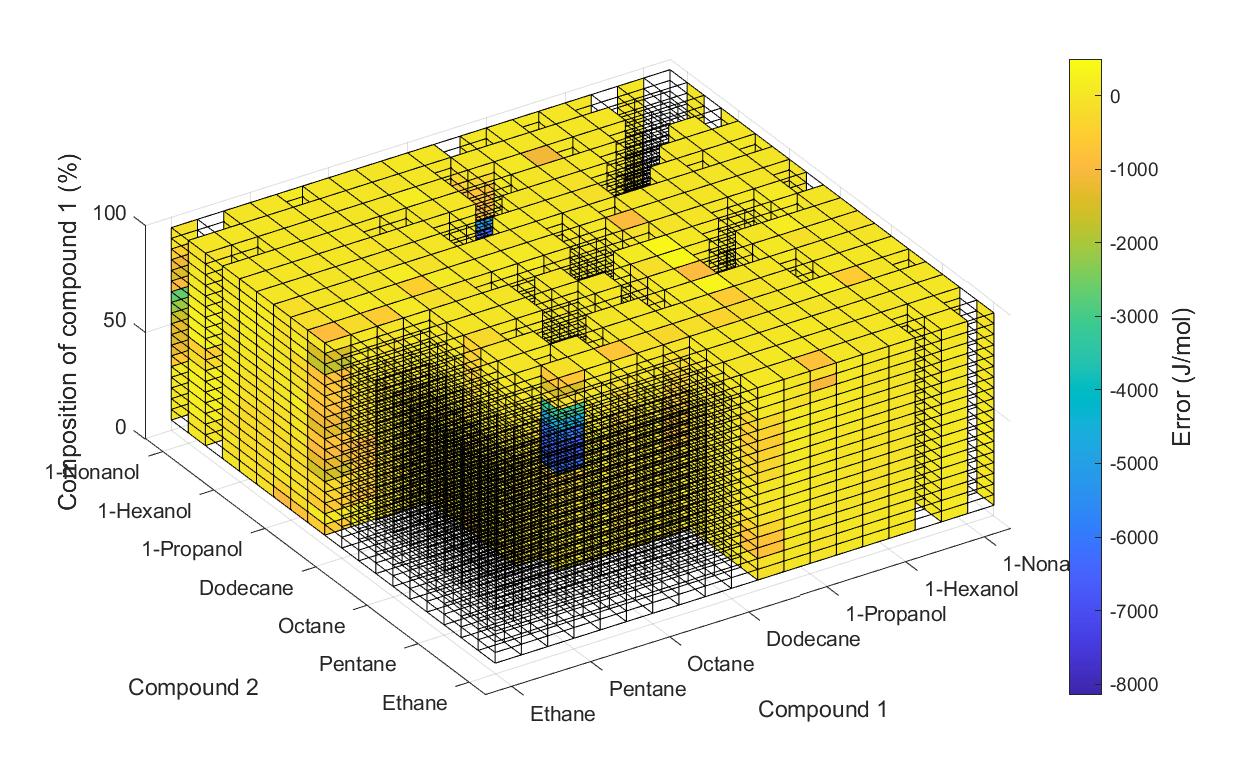 Composition of compound 1 (%)
100
50
0
1-Nonanol
1-Hexanol
1-Propanol
Dodecane
Octane
Pentane
Ethane
Compound 2
Ethane
Pentane
Octane
Dodecane
1-Propanol
1-Hexanol
1-Nona
Compound 1
0
-1000
-2000
-3000
-4000
-5000
-6000
-7000
-8000
Error (J/mol)